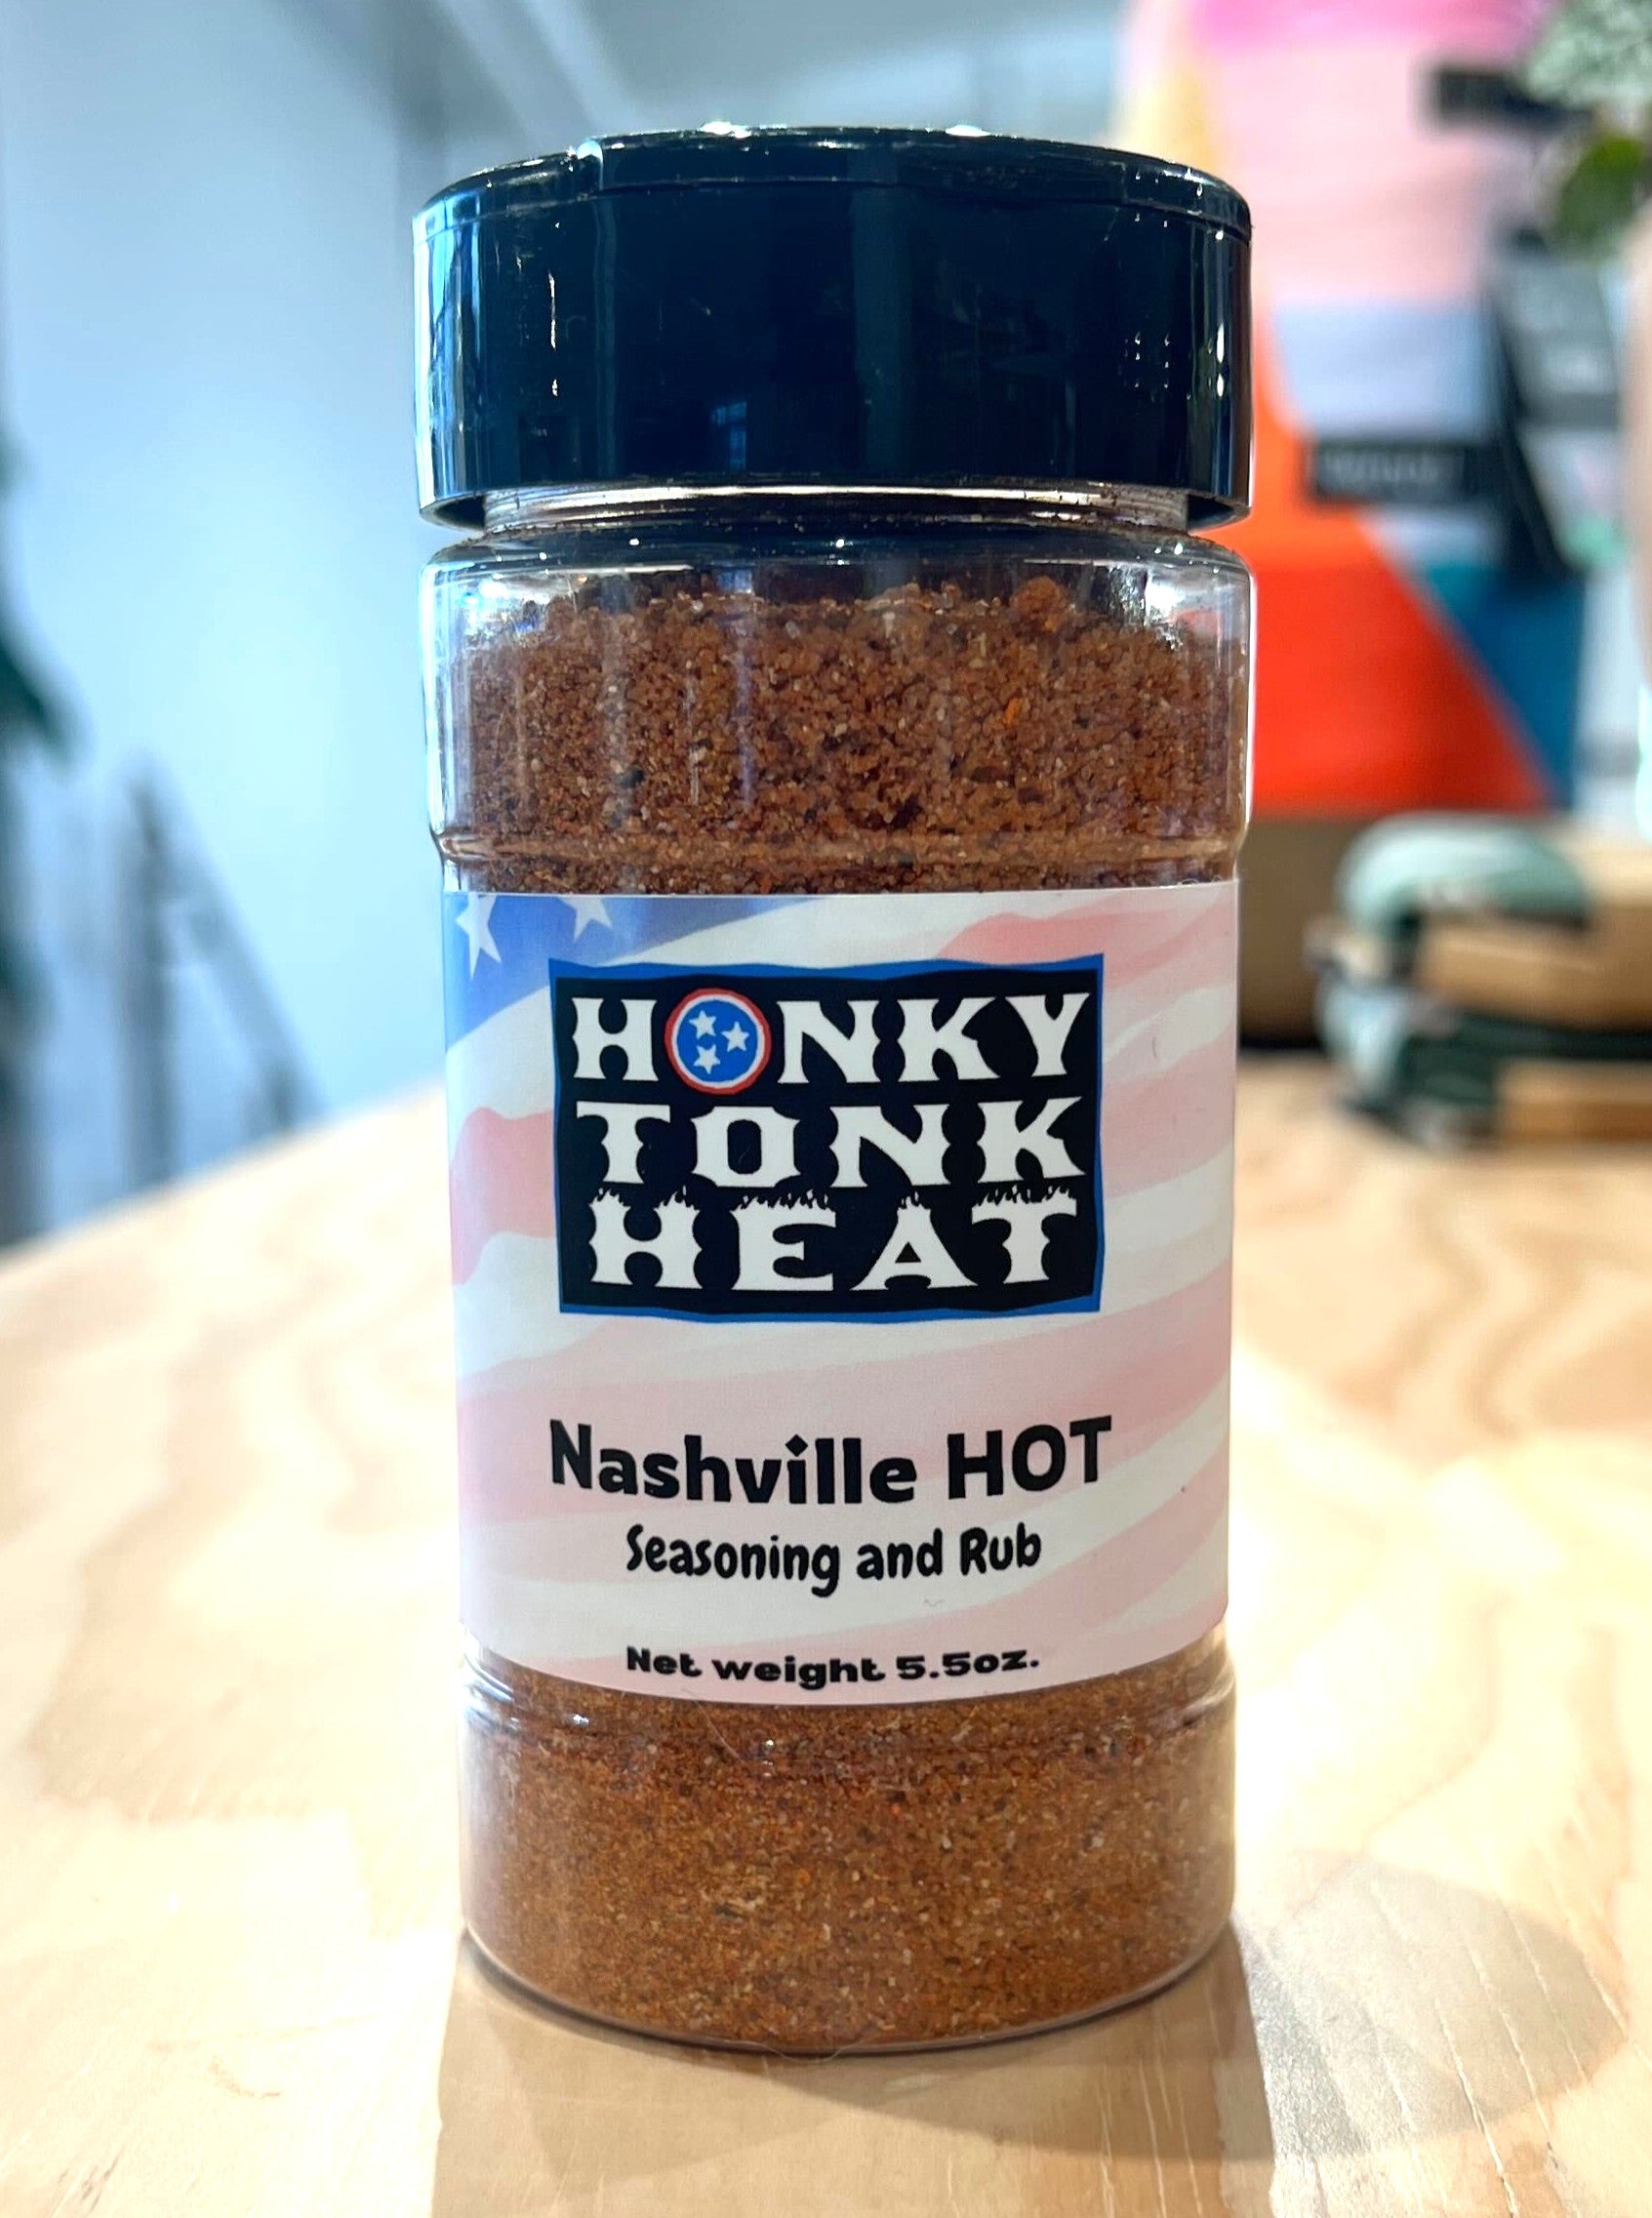 HONKY
TONK
HEAT
Nashville HOT
Seasoning and Rub
Net weight 5.5oz.